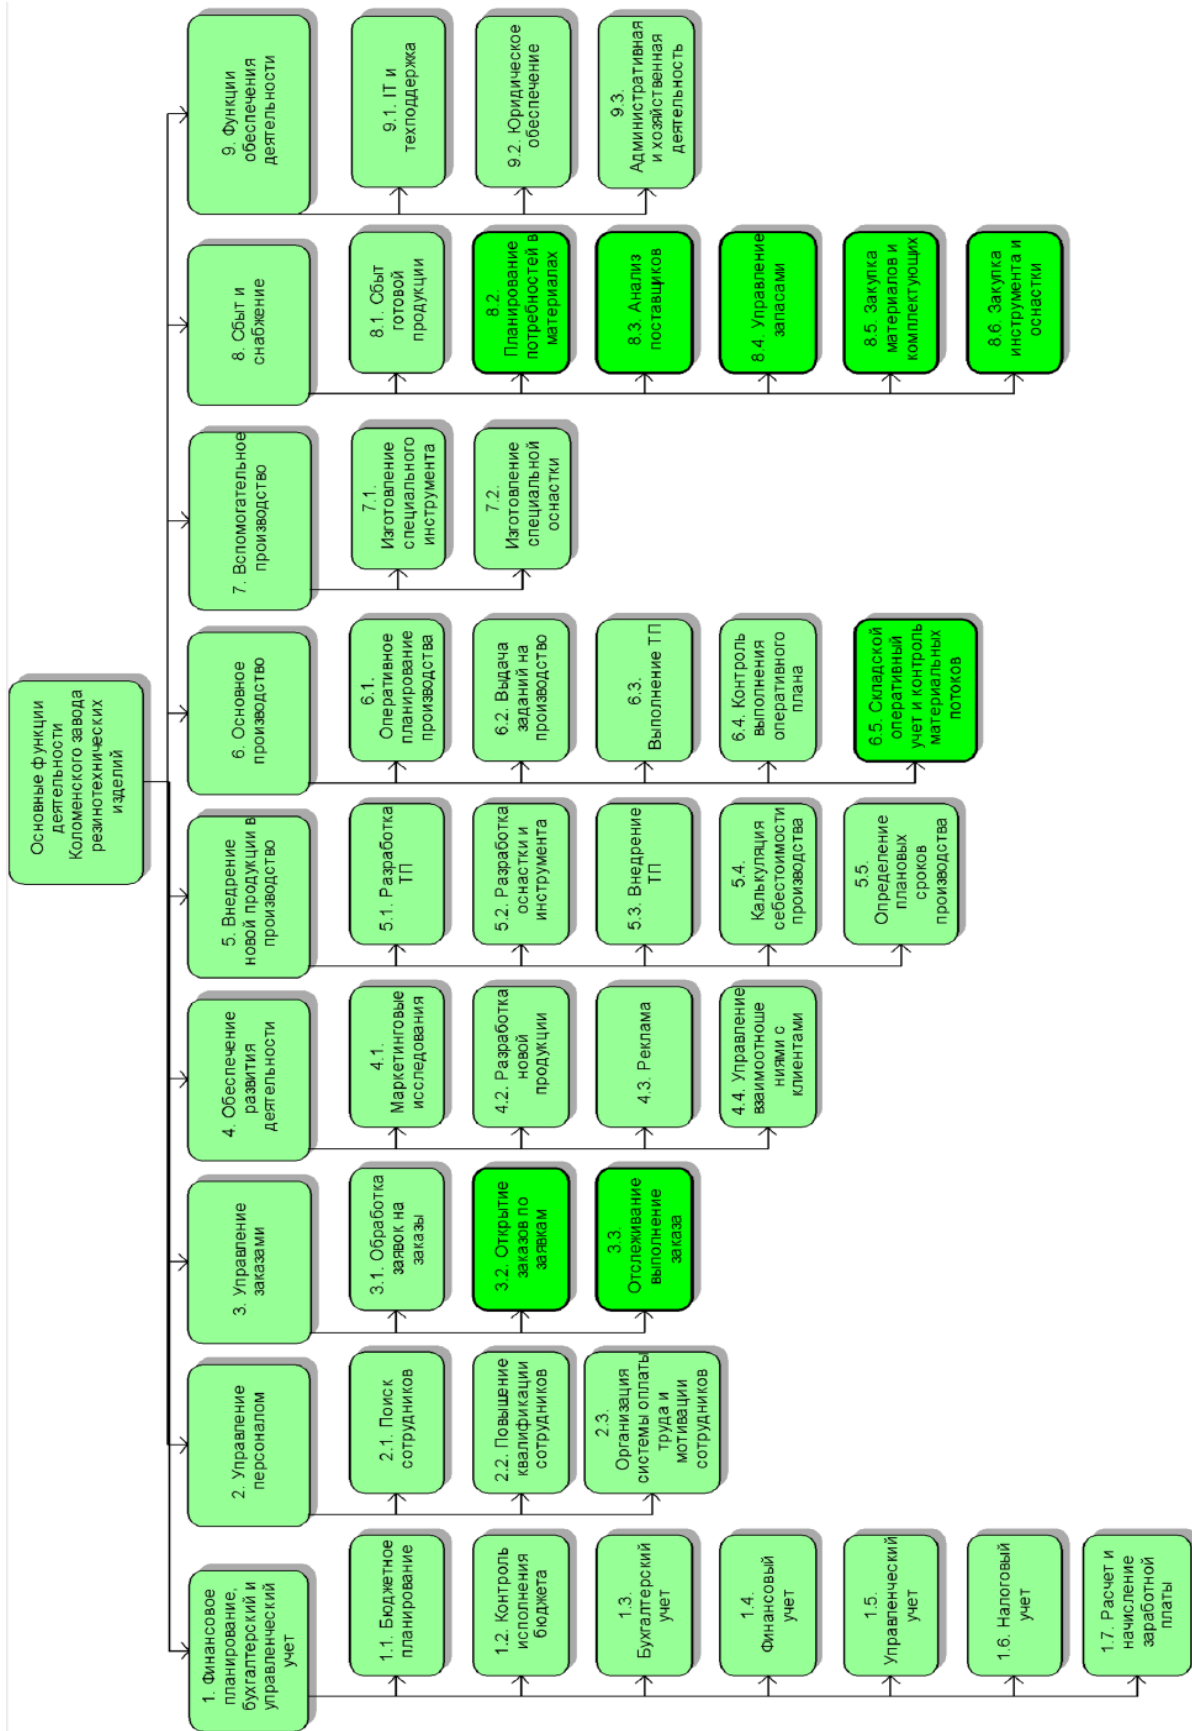 Основные функции
деятельности
Коломенского завода
резинотехнических
изделий
1. Финансовое
планирование,
бухгалтерский и
управленческий
учет
1.1. Бюджетное
планирование
1.2. Контроль
исполнения
бюджета
1.3.
Бухгалтерский
учет
1.4.
Финансовый
учет
1.5.
Управленческий
учет
1.6. Налоговый
учет
1.7. Расчет и
начисление
заработной
платы
2. Управление
персоналом
2.1. Поиск
сотрудников
2.2. Повышение
квалификации
сотрудников
2.3.
Организация
системы оплаты
труда и
мотивации
сотрудников
3. Управление
заказами
3.1. Обработка
заявок на
заказы
3.2. Открытие
заказов по
заявкам
3.3.
Отслеживание
выполнение
заказа
4. Обеспечение
развития
деятельности
4.1.
Маркетинговые
исследования
4.2. Разработка
новой
продукции
4.3. Реклама
4.4. Управление
взаимоотноше
ниями с
клиентами
5. Внедрение
новой продукции в
производство
5.1. Разработка
ТП
5.2. Разработка
оснастки и
инструмента
5.3. Внедрение
ТП
5.4.
Калькуляция
себестоимости
производства
5.5.
Определение
плановых
сроков
производства
6. Основное
производство
6.1.
Оперативное
планирование
производства
6.2. Выдача
заданий на
производство
6.3.
Выполнение ТП
6.4. Контроль
выполнения
оперативного
плана
6.5. Складской
оперативный
учет и контроль
материальных
потоков
7. Вспомогательное
производство
7.1.
Изготовление
специального
инструмента
7.2.
Изготовление
специальной
оснастки
8. Сбыт и
снабжение
8.1. Сбыт
готовой
продукции
8.2.
Планирование
потребностей в
материалах
8.3. Анализ
поставщиков
8.4. Управление
запасами
8.5. Закупка
материалов и
комплектующих
8.6. Закупка
инструмента и
оснастки
9. Функции
обеспечения
деятельности
9.1. IT и
техподдержка
9.2. Юридическое
обеспечение
9.3.
Административная
и хозяйственная
деятельность